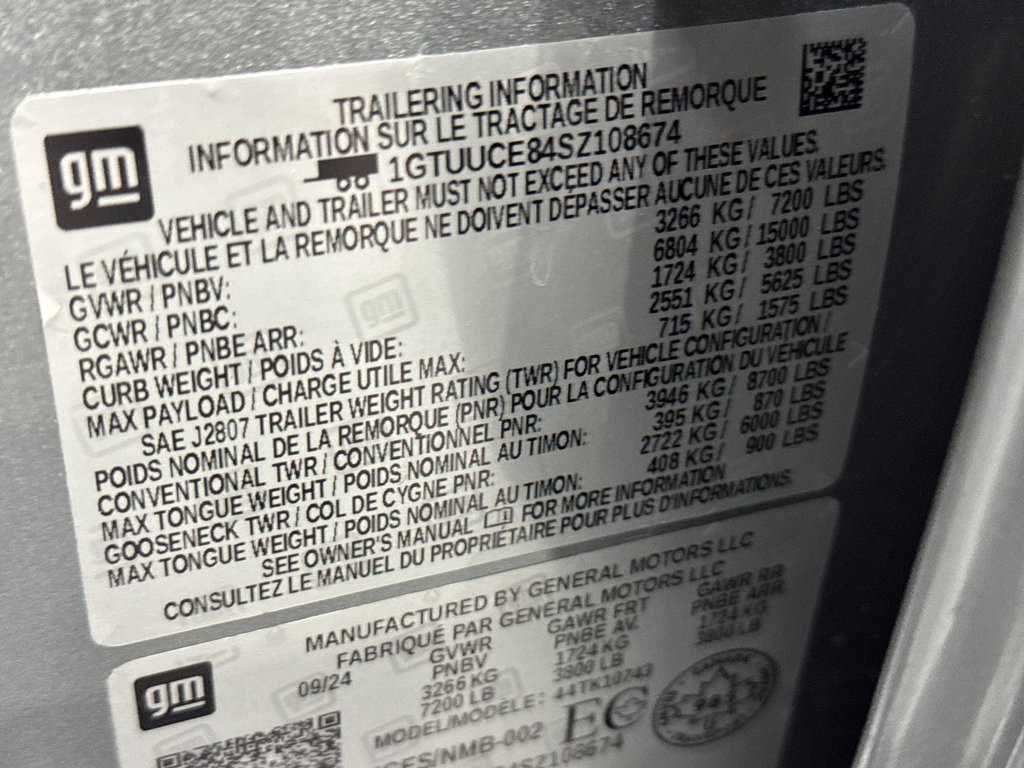 gm
TRAILERING INFORMATION
INFORMATION SUR LE TRACTAGE DE REMORQUE
1GTUUCE84SZ108674
VEHICLE AND TRAILER MUST NOT EXCEED ANY OF THESE VALUES.
LE VÉHICULE ET LA REMORQUE NE DOIVENT DÉPASSER AUCUNE DE CES VALEURS.
GVWR / PNBV: 3266 KG / 7200 LBS
GCWR / PNBC: 6804 KG / 15000 LBS
RGAWR / PNBE ARR: 1724 KG / 3800 LBS
CURB WEIGHT / POIDS À VIDE: 2551 KG / 5625 LBS
MAX PAYLOAD / CHARGE UTILE MAX: 715 KG / 1575 LBS
SAE J2807 TRAILER WEIGHT RATING (TWR) FOR VEHICLE CONFIGURATION /
POIDS NOMINAL DE LA REMORQUE (PNR) POUR LA CONFIGURATION DU VÉHICULE
CONVENTIONAL TWR / CONVENTIONNEL PNR: 3946 KG / 8700 LBS
MAX TONGUE WEIGHT / POIDS NOMINAL AU TIMON: 395 KG / 870 LBS
GOOSENECK TWR / COL DE CYGNE PNR: 2722 KG / 6000 LBS
MAX TONGUE WEIGHT / POIDS NOMINAL AU TIMON: 408 KG / 900 LBS
SEE OWNER'S MANUAL FOR MORE INFORMATION
CONSULTEZ LE MANUEL DU PROPRIÉTAIRE POUR PLUS D'INFORMATIONS.
gm
MANUFACTURED BY GENERAL MOTORS LLC
FABRIQUÉ PAR GENERAL MOTORS LLC
09/24
GVWR GAWR FRT GAWR RR
PNBV PNBE AV. PNBE ARR.
3266 KG 1724 KG 1724 KG
7200 LB 3800 LB 3800 LB
MODEL/MODÈLE: 44TK10743
/NMB-002 EC
SZ108674